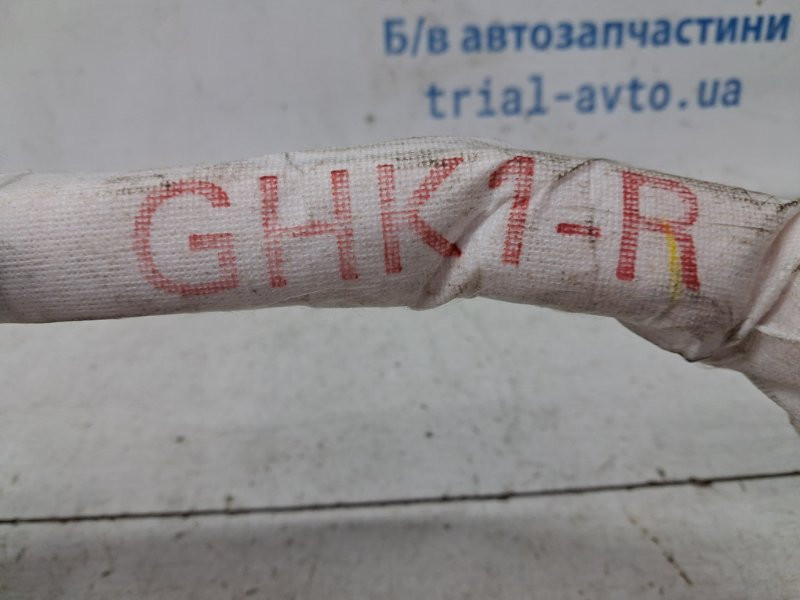 Б/в автозапчастини
trial-avto.ua
GHK1-R